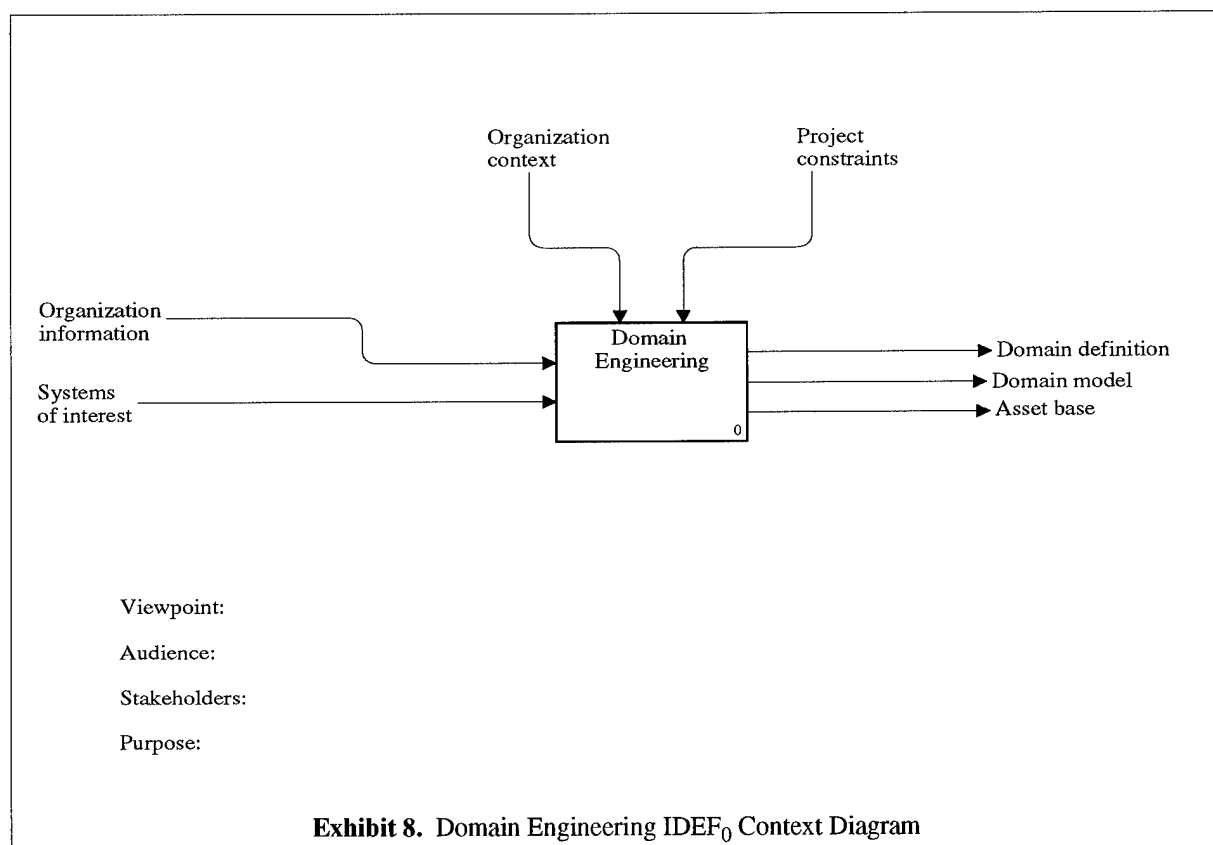 Organization
context
Project
constraints
Organization
information
Systems
of interest
Domain
Engineering
0
Domain definition
Domain model
Asset base
Viewpoint:
Audience:
Stakeholders:
Purpose:
Exhibit 8. Domain Engineering IDEF0 Context Diagram